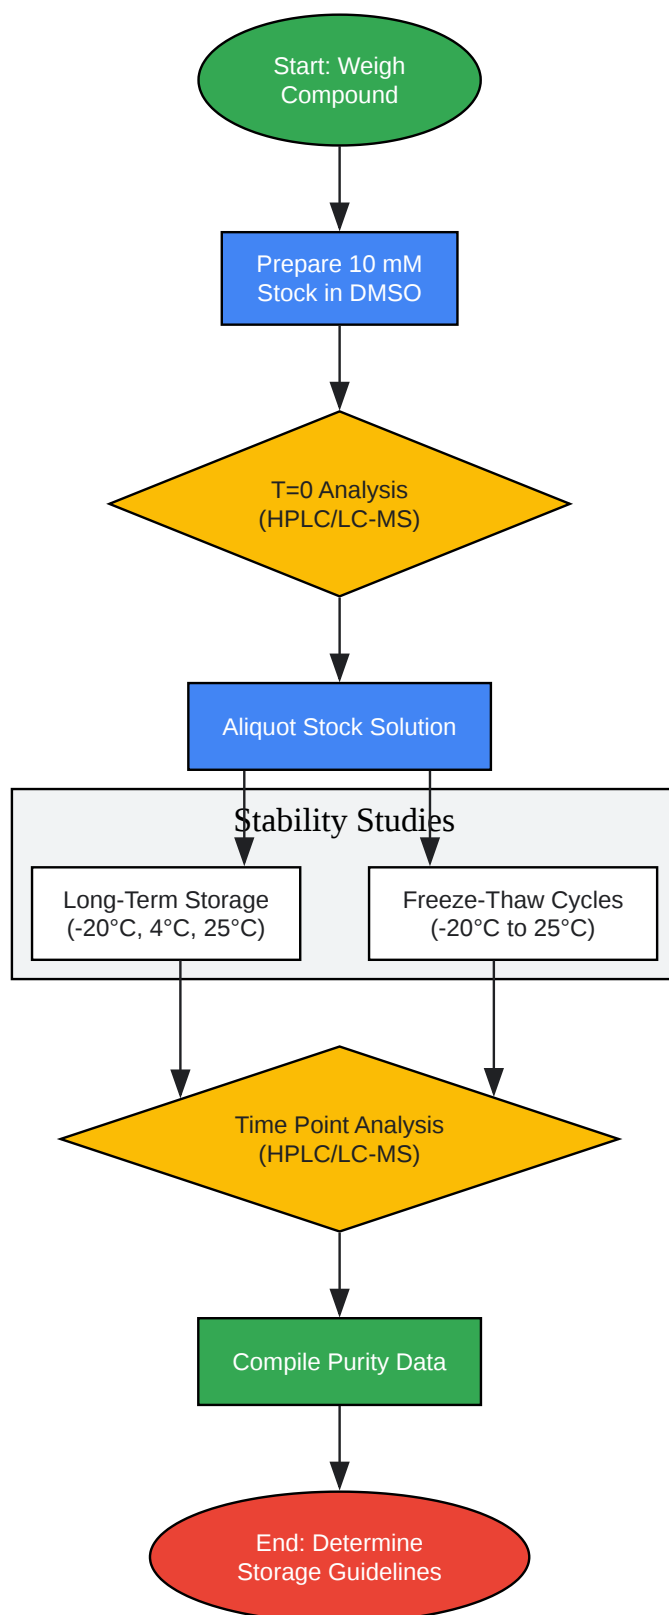 Start: Weigh
Compound
Prepare 10 mM
Stock in DMSO
T=0 Analysis
(HPLC/LC-MS)
Aliquot Stock Solution
Stability Studies
Long-Term Storage
(-20°C, 4°C, 25°C)
Freeze-Thaw Cycles
(-20°C to 25°C)
Time Point Analysis
(HPLC/LC-MS)
Compile Purity Data
End: Determine
Storage Guidelines